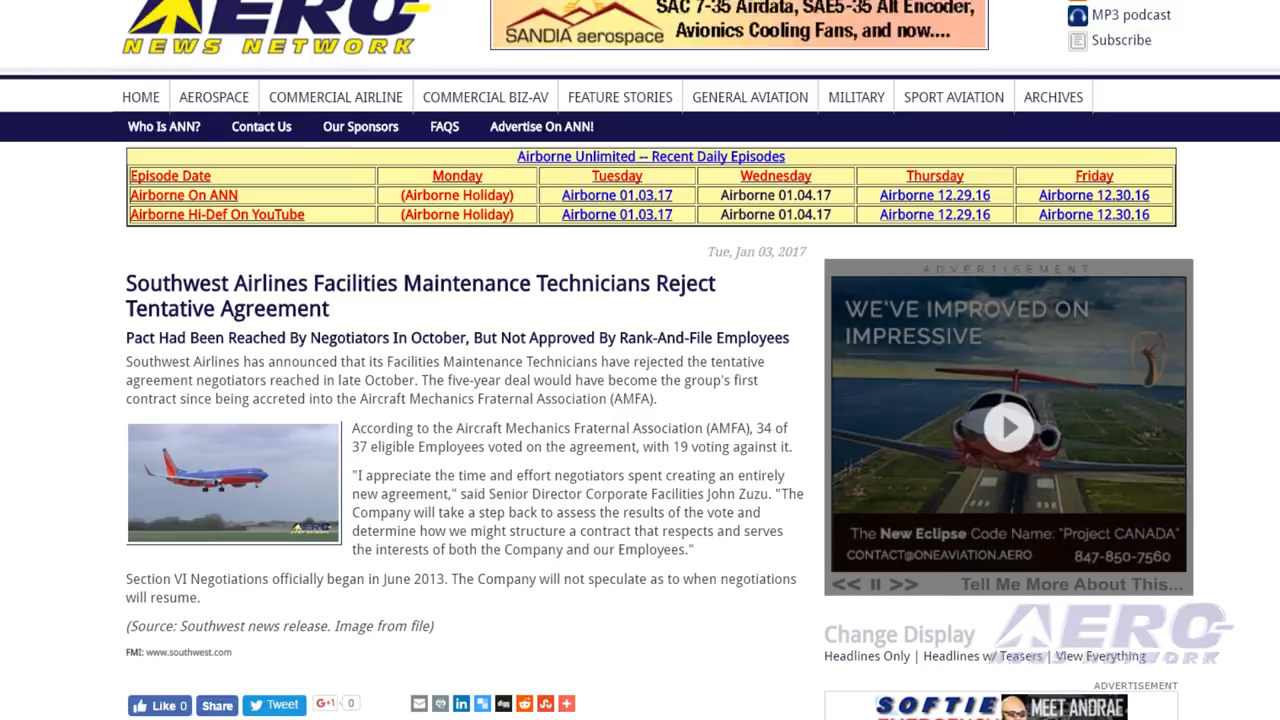 AERO
NEWS NETWORK
SANDIA aerospace
SAC 7-35 Airdata, SAE5-35 Alt Encoder,
Avionics Cooling Fans, and now....
MP3 podcast
Subscribe
HOME AEROSPACE COMMERCIAL AIRLINE COMMERCIAL BIZ-AV FEATURE STORIES GENERAL AVIATION MILITARY SPORT AVIATION ARCHIVES
Who Is ANN? Contact Us Our Sponsors FAQS Advertise On ANN!
Airborne Unlimited -- Recent Daily Episodes
Episode Date Monday Tuesday Wednesday Thursday Friday
Airborne On ANN (Airborne Holiday) Airborne 01.03.17 Airborne 01.04.17 Airborne 12.29.16 Airborne 12.30.16
Airborne Hi-Def On YouTube (Airborne Holiday) Airborne 01.03.17 Airborne 01.04.17 Airborne 12.29.16 Airborne 12.30.16
Tue, Jan 03, 2017
Southwest Airlines Facilities Maintenance Technicians Reject
Tentative Agreement
Pact Had Been Reached By Negotiators In October, But Not Approved By Rank-And-File Employees
Southwest Airlines has announced that its Facilities Maintenance Technicians have rejected the tentative
agreement negotiators reached in late October. The five-year deal would have become the group's first
contract since being accreted into the Aircraft Mechanics Fraternal Association (AMFA).
According to the Aircraft Mechanics Fraternal Association (AMFA), 34 of
37 eligible Employees voted on the agreement, with 19 voting against it.
"I appreciate the time and effort negotiators spent creating an entirely
new agreement," said Senior Director Corporate Facilities John Zuzu. "The
Company will take a step back to assess the results of the vote and
determine how we might structure a contract that respects and serves
the interests of both the Company and our Employees."
AERO
Section VI Negotiations officially began in June 2013. The Company will not speculate as to when negotiations
will resume.
(Source: Southwest news release. Image from file)
FMI: www.southwest.com
Like 0 Share Tweet G+1 0
ADVERTISEMENT
WE'VE IMPROVED ON
IMPRESSIVE
The New Eclipse Code Name: "Project CANADA"
CONTACT@ONEAVIATION.AERO 847-850-7560
<< II >> Tell Me More About This...
Change Display
Headlines Only | Headlines w/ Teasers | View Everything
AERO
NEWS NETWORK
ADVERTISEMENT
SOFTIE
MEET ANDRAE